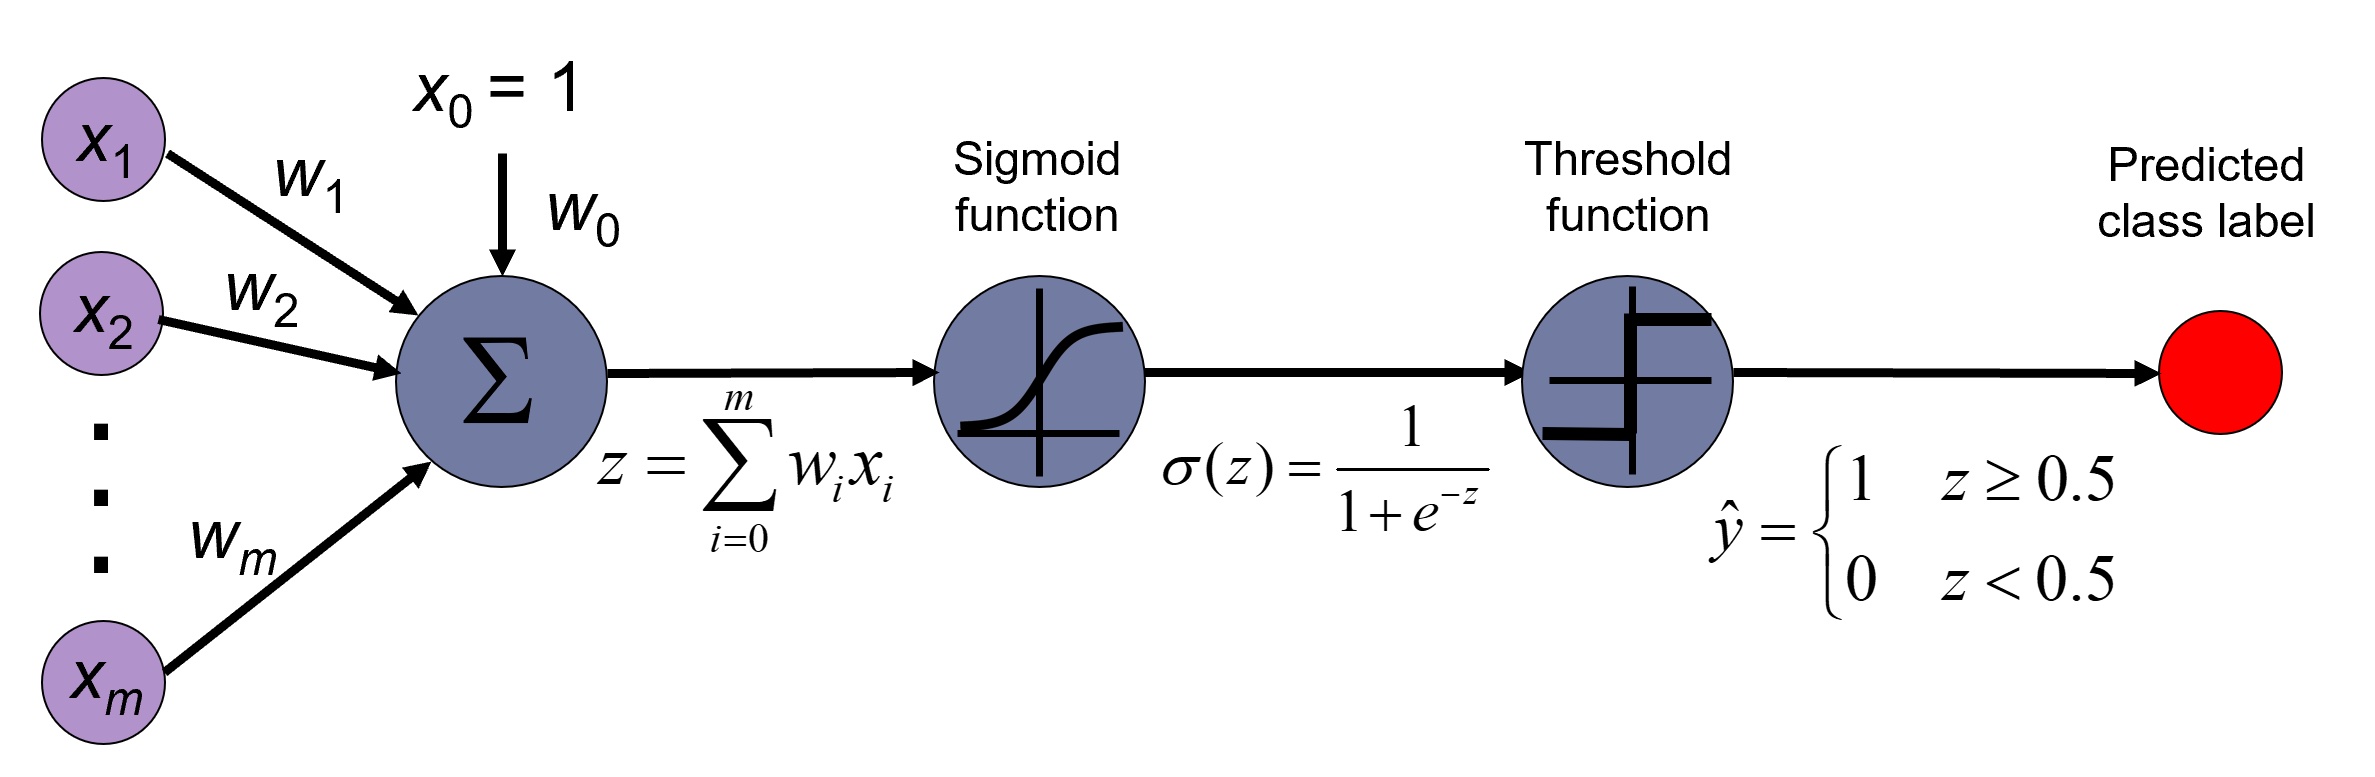 x₁
w₁
x₀ = 1
w₀
x₂
w₂
wₘ
xₘ
Σ
z = ∑ᵢ₌₀ᵐ wᵢxᵢ
Sigmoid
function
σ(z) = 1 / (1 + e⁻ᶻ)
Threshold
function
ŷ = { 1 z ≥ 0.5
0 z < 0.5
Predicted
class label